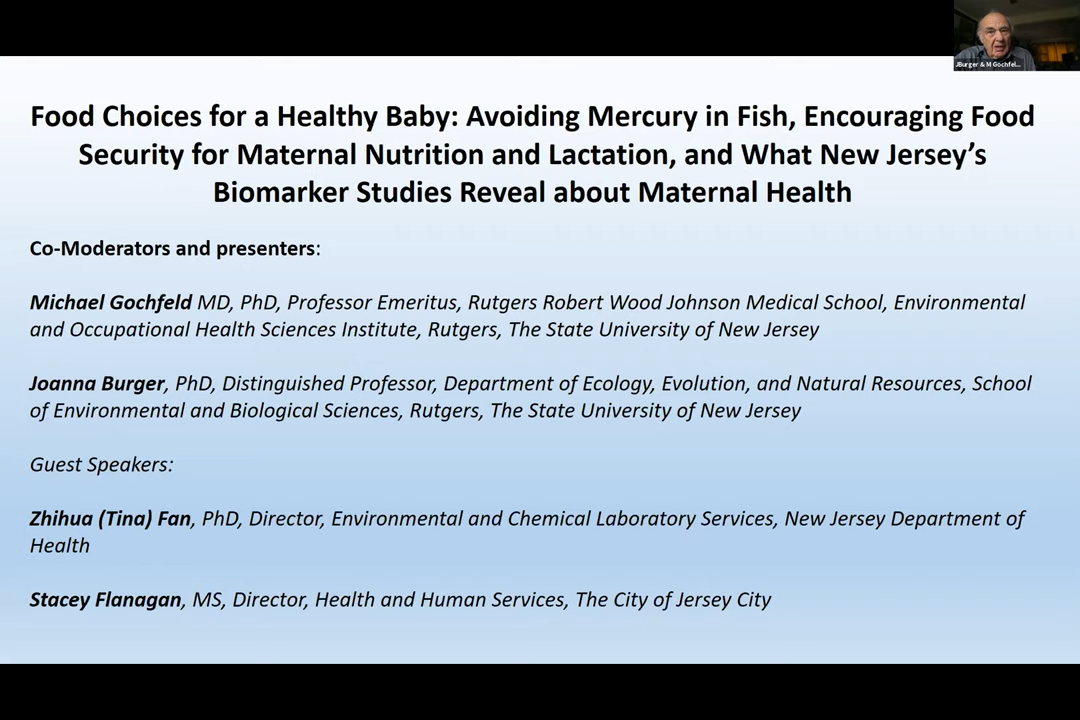 JBurger & M Gochfel...
Food Choices for a Healthy Baby: Avoiding Mercury in Fish, Encouraging Food
Security for Maternal Nutrition and Lactation, and What New Jersey’s
Biomarker Studies Reveal about Maternal Health
Co-Moderators and presenters:
Michael Gochfeld MD, PhD, Professor Emeritus, Rutgers Robert Wood Johnson Medical School, Environmental
and Occupational Health Sciences Institute, Rutgers, The State University of New Jersey
Joanna Burger, PhD, Distinguished Professor, Department of Ecology, Evolution, and Natural Resources, School
of Environmental and Biological Sciences, Rutgers, The State University of New Jersey
Guest Speakers:
Zhihua (Tina) Fan, PhD, Director, Environmental and Chemical Laboratory Services, New Jersey Department of
Health
Stacey Flanagan, MS, Director, Health and Human Services, The City of Jersey City